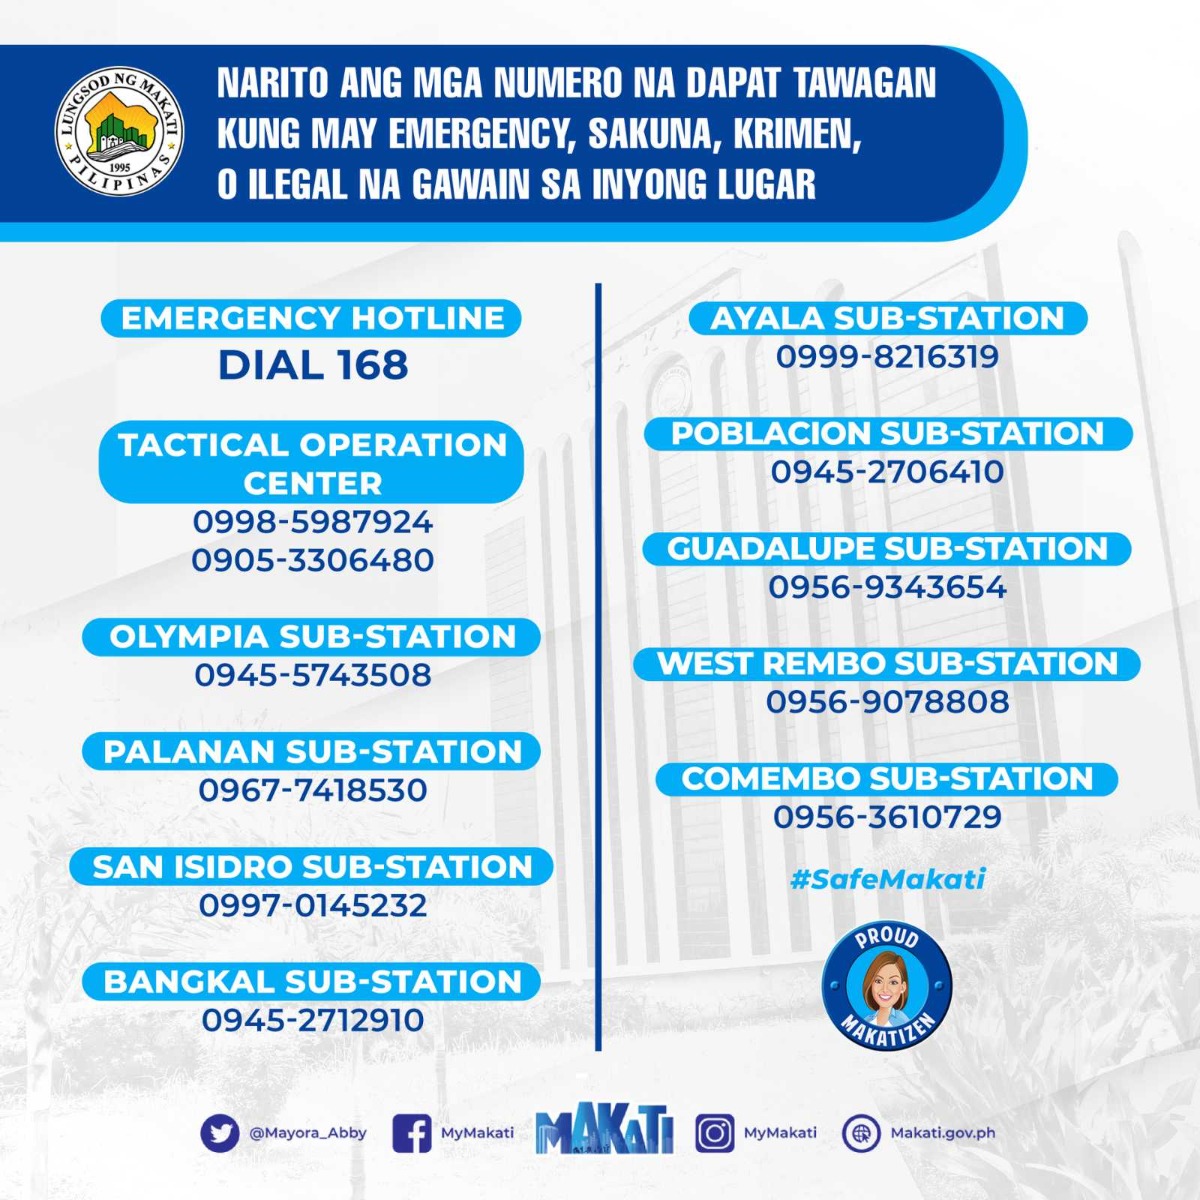 LUNGSOD NG MAKATI
1995
PILIPINAS
NARITO ANG MGA NUMERO NA DAPAT TAWAGAN
KUNG MAY EMERGENCY, SAKUNA, KRIMEN,
O ILEGAL NA GAWAIN SA INYONG LUGAR
EMERGENCY HOTLINE
DIAL 168
TACTICAL OPERATION
CENTER
0998-5987924
0905-3306480
OLYMPIA SUB-STATION
0945-5743508
PALANAN SUB-STATION
0967-7418530
SAN ISIDRO SUB-STATION
0997-0145232
BANGKAL SUB-STATION
0945-2712910
AYALA SUB-STATION
0999-8216319
POBLACION SUB-STATION
0945-2706410
GUADALUPE SUB-STATION
0956-9343654
WEST REMBO SUB-STATION
0956-9078808
COMEMBO SUB-STATION
0956-3610729
#SafeMakati
PROUD
MAKATIZEN
@Mayora_Abby
MyMakati
MAKATI
MyMakati
Makati.gov.ph